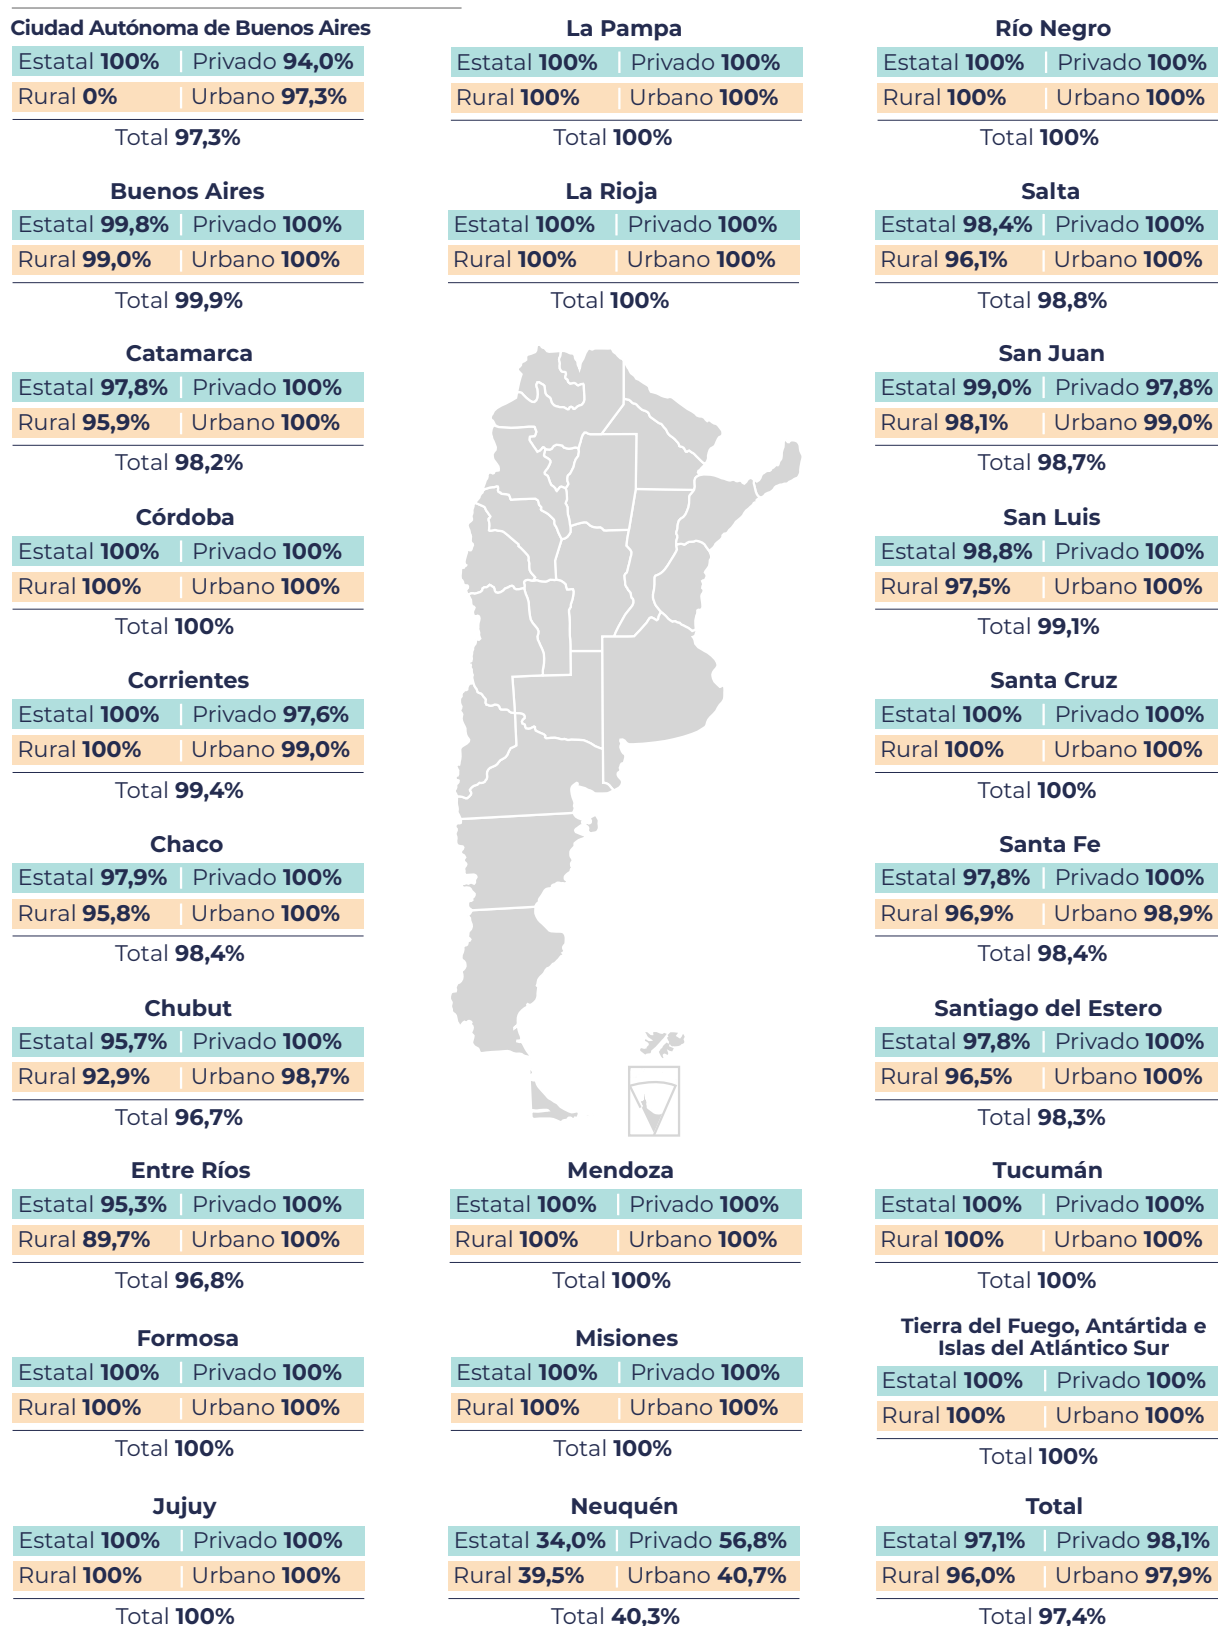 Ciudad Autónoma de Buenos Aires
Estatal 100% Privado 94,0%
Rural 0% Urbano 97,3%
Total 97,3%
Buenos Aires
Estatal 99,8% Privado 100%
Rural 99,0% Urbano 100%
Total 99,9%
Catamarca
Estatal 97,8% Privado 100%
Rural 95,9% Urbano 100%
Total 98,2%
Córdoba
Estatal 100% Privado 100%
Rural 100% Urbano 100%
Total 100%
Corrientes
Estatal 100% Privado 97,6%
Rural 100% Urbano 99,0%
Total 99,4%
Chaco
Estatal 97,9% Privado 100%
Rural 95,8% Urbano 100%
Total 98,4%
Chubut
Estatal 95,7% Privado 100%
Rural 92,9% Urbano 98,7%
Total 96,7%
Entre Ríos
Estatal 95,3% Privado 100%
Rural 89,7% Urbano 100%
Total 96,8%
Formosa
Estatal 100% Privado 100%
Rural 100% Urbano 100%
Total 100%
Jujuy
Estatal 100% Privado 100%
Rural 100% Urbano 100%
Total 100%
La Pampa
Estatal 100% Privado 100%
Rural 100% Urbano 100%
Total 100%
La Rioja
Estatal 100% Privado 100%
Rural 100% Urbano 100%
Total 100%
Mendoza
Estatal 100% Privado 100%
Rural 100% Urbano 100%
Total 100%
Misiones
Estatal 100% Privado 100%
Rural 100% Urbano 100%
Total 100%
Neuquén
Estatal 34,0% Privado 56,8%
Rural 39,5% Urbano 40,7%
Total 40,3%
Río Negro
Estatal 100% Privado 100%
Rural 100% Urbano 100%
Total 100%
Salta
Estatal 98,4% Privado 100%
Rural 96,1% Urbano 100%
Total 98,8%
San Juan
Estatal 99,0% Privado 97,8%
Rural 98,1% Urbano 99,0%
Total 98,7%
San Luis
Estatal 98,8% Privado 100%
Rural 97,5% Urbano 100%
Total 99,1%
Santa Cruz
Estatal 100% Privado 100%
Rural 100% Urbano 100%
Total 100%
Santa Fe
Estatal 97,8% Privado 100%
Rural 96,9% Urbano 98,9%
Total 98,4%
Santiago del Estero
Estatal 97,8% Privado 100%
Rural 96,5% Urbano 100%
Total 98,3%
Tucumán
Estatal 100% Privado 100%
Rural 100% Urbano 100%
Total 100%
Tierra del Fuego, Antártida e
Islas del Atlántico Sur
Estatal 100% Privado 100%
Rural 100% Urbano 100%
Total 100%
Total
Estatal 97,1% Privado 98,1%
Rural 96,0% Urbano 97,9%
Total 97,4%